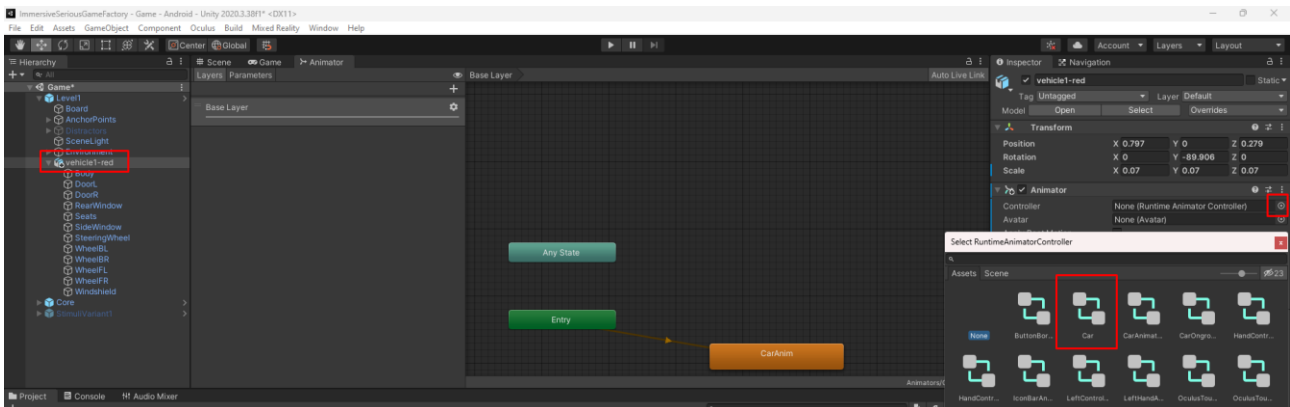 ImmersiveSeriousGameFactory - Game - Android - Unity 2020.3.38f1* <DX11>
File Edit Assets GameObject Component Oculus Build Mixed Reality Window Help
Center Global Account Layers Layout
Hierarchy Scene Game Animator Inspector Navigation
All Layers Parameters Base Layer Auto Live Link
Game*
Level1
Board
AnchorPoints
Distractors
SceneLight
Environment
vehicle1-red
Body
DoorL
DoorR
RearWindow
Seats
SideWindow
SteeringWheel
WheelBL
WheelBR
WheelFL
WheelFR
Windshield
Core
StimuliVariant1
Base Layer
Any State
Entry
CarAnim
Animators/C
vehicle1-red Static
Tag Untagged Layer Default
Model Open Select Overrides
Transform
Position X 0.797 Y 0 Z 0.279
Rotation X 0 Y -89.906 Z 0
Scale X 0.07 Y 0.07 Z 0.07
Animator
Controller None (Runtime Animator Controller)
Avatar None (Avatar)
Select RuntimeAnimatorController
Assets Scene 23
None ButtonBor... Car CarAnimat... CarOngro... HandContr...
HandContr... IconBarAn... LeftControl... LeftHandA... OculusTou... OculusTou...
Project Console Audio Mixer